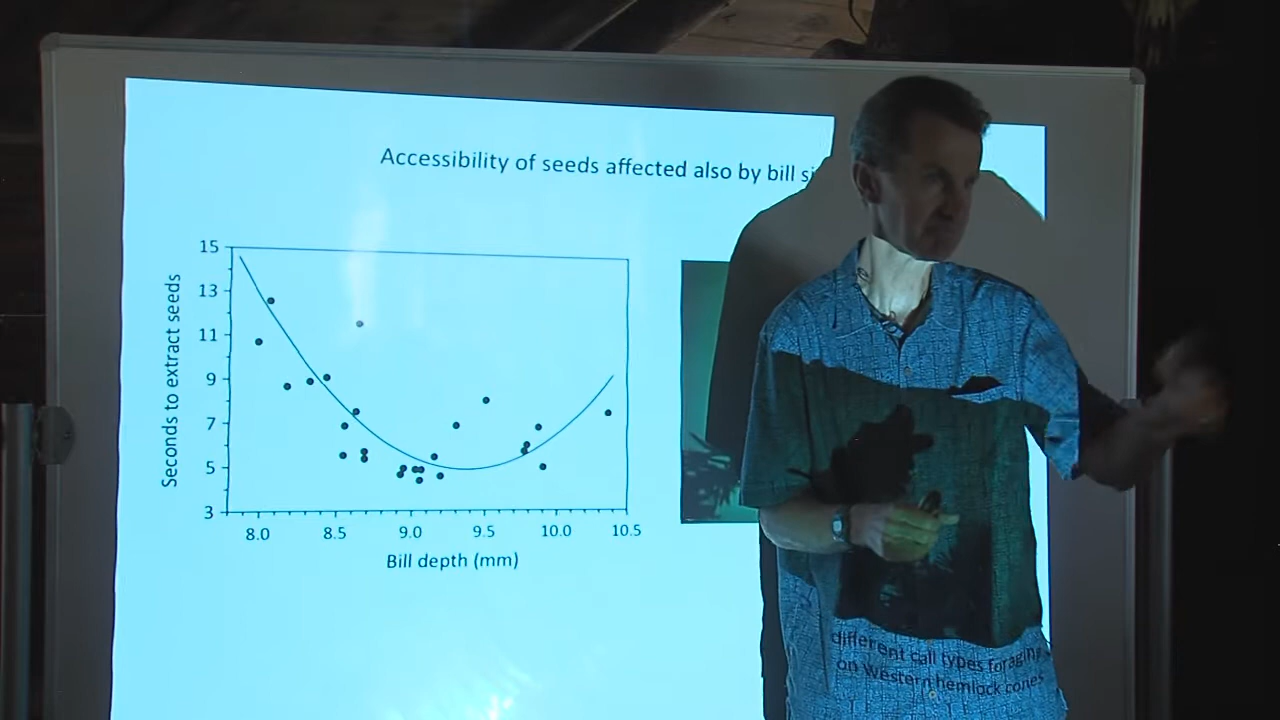 Accessibility of seeds affected also by bill si
15
13
11
9
7
5
3
Seconds to extract seeds
8.0
8.5
9.0
9.5
10.0
10.5
Bill depth (mm)
different call types foraging
on Western hemlock cones